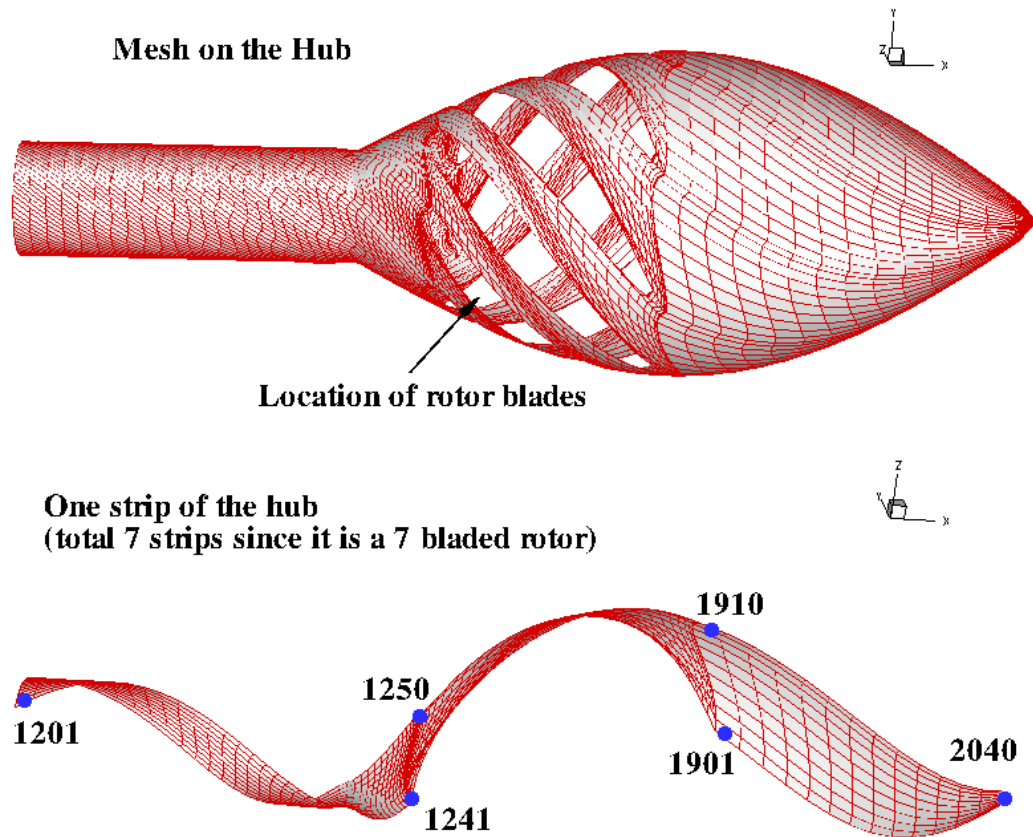 Mesh on the Hub
Y
Z
X
Location of rotor blades
One strip of the hub
(total 7 strips since it is a 7 bladed rotor)
Z
Y
X
1910
1250
1201
1901
2040
1241